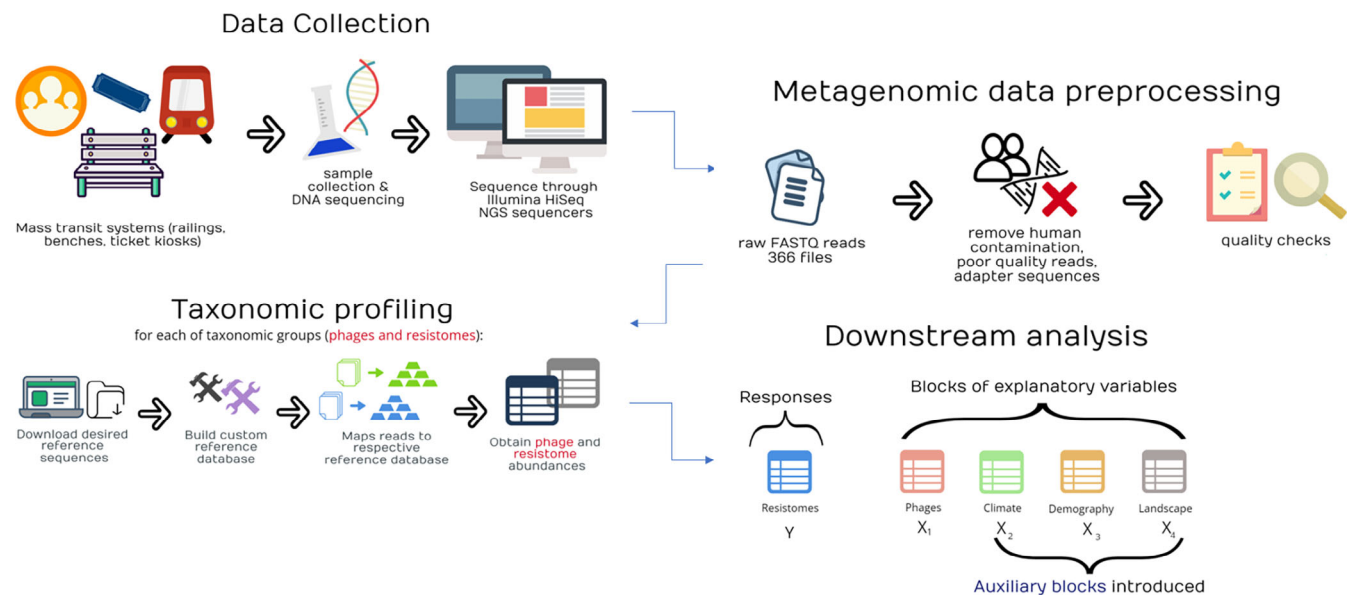 Data Collection
Mass transit systems (railings,
benches, ticket kiosks)
sample
collection &
DNA sequencing
Sequence through
Illumina HiSeq
NGS sequencers
Metagenomic data preprocessing
raw FASTQ reads
366 files
remove human
contamination,
poor quality reads,
adapter sequences
quality checks
Taxonomic profiling
for each of taxonomic groups (phages and resistomes):
Download desired
reference sequences
Build custom
reference database
Maps reads to
respective
reference database
Obtain phage and
resistome
abundances
Downstream analysis
Responses
Resistomes
Y
Blocks of explanatory variables
Phages
X₁
Climate
X₂
Demography
X₃
Landscape
X₄
Auxiliary blocks introduced